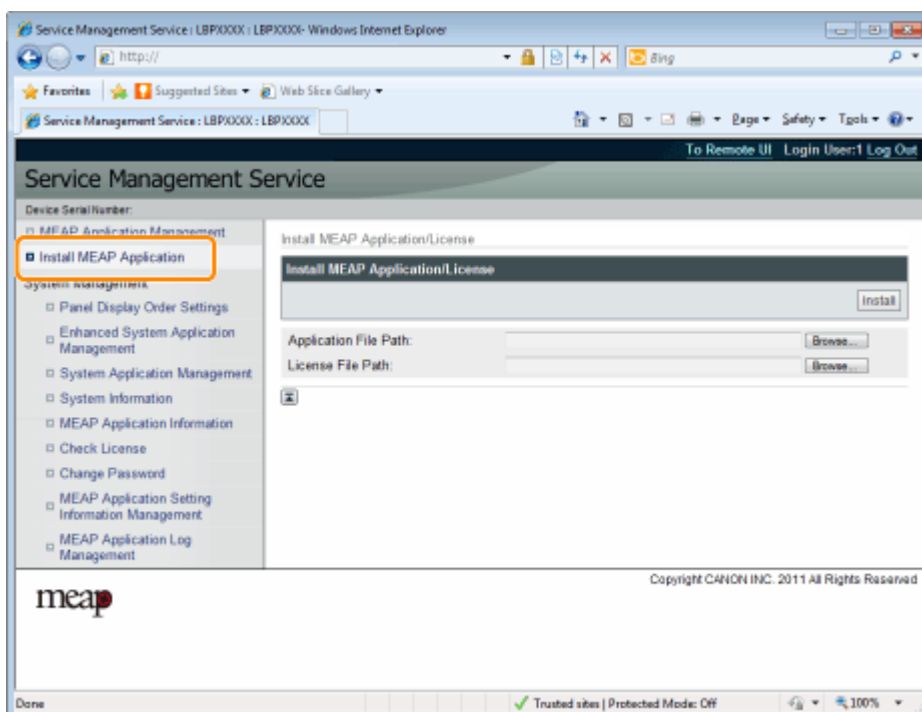 Service Management Service : LBPXXXX : LBPXXXX- Windows Internet Explorer
http://
Bing
Favorites Suggested Sites Web Slice Gallery
Service Management Service : LBPXXXX : LBPXXXX
Page Safety Tools
To Remote UI Login User:1 Log Out
Service Management Service
Device Serial Number:
MEAP Application Management
Install MEAP Application
System Management
Panel Display Order Settings
Enhanced System Application
Management
System Application Management
System Information
MEAP Application Information
Check License
Change Password
MEAP Application Setting
Information Management
MEAP Application Log
Management
Install MEAP Application/License
Install MEAP Application/License
Install
Application File Path:
Browse...
License File Path:
Browse...
Copyright CANON INC. 2011 All Rights Reserved
meap
Done
Trusted sites | Protected Mode: Off
100%